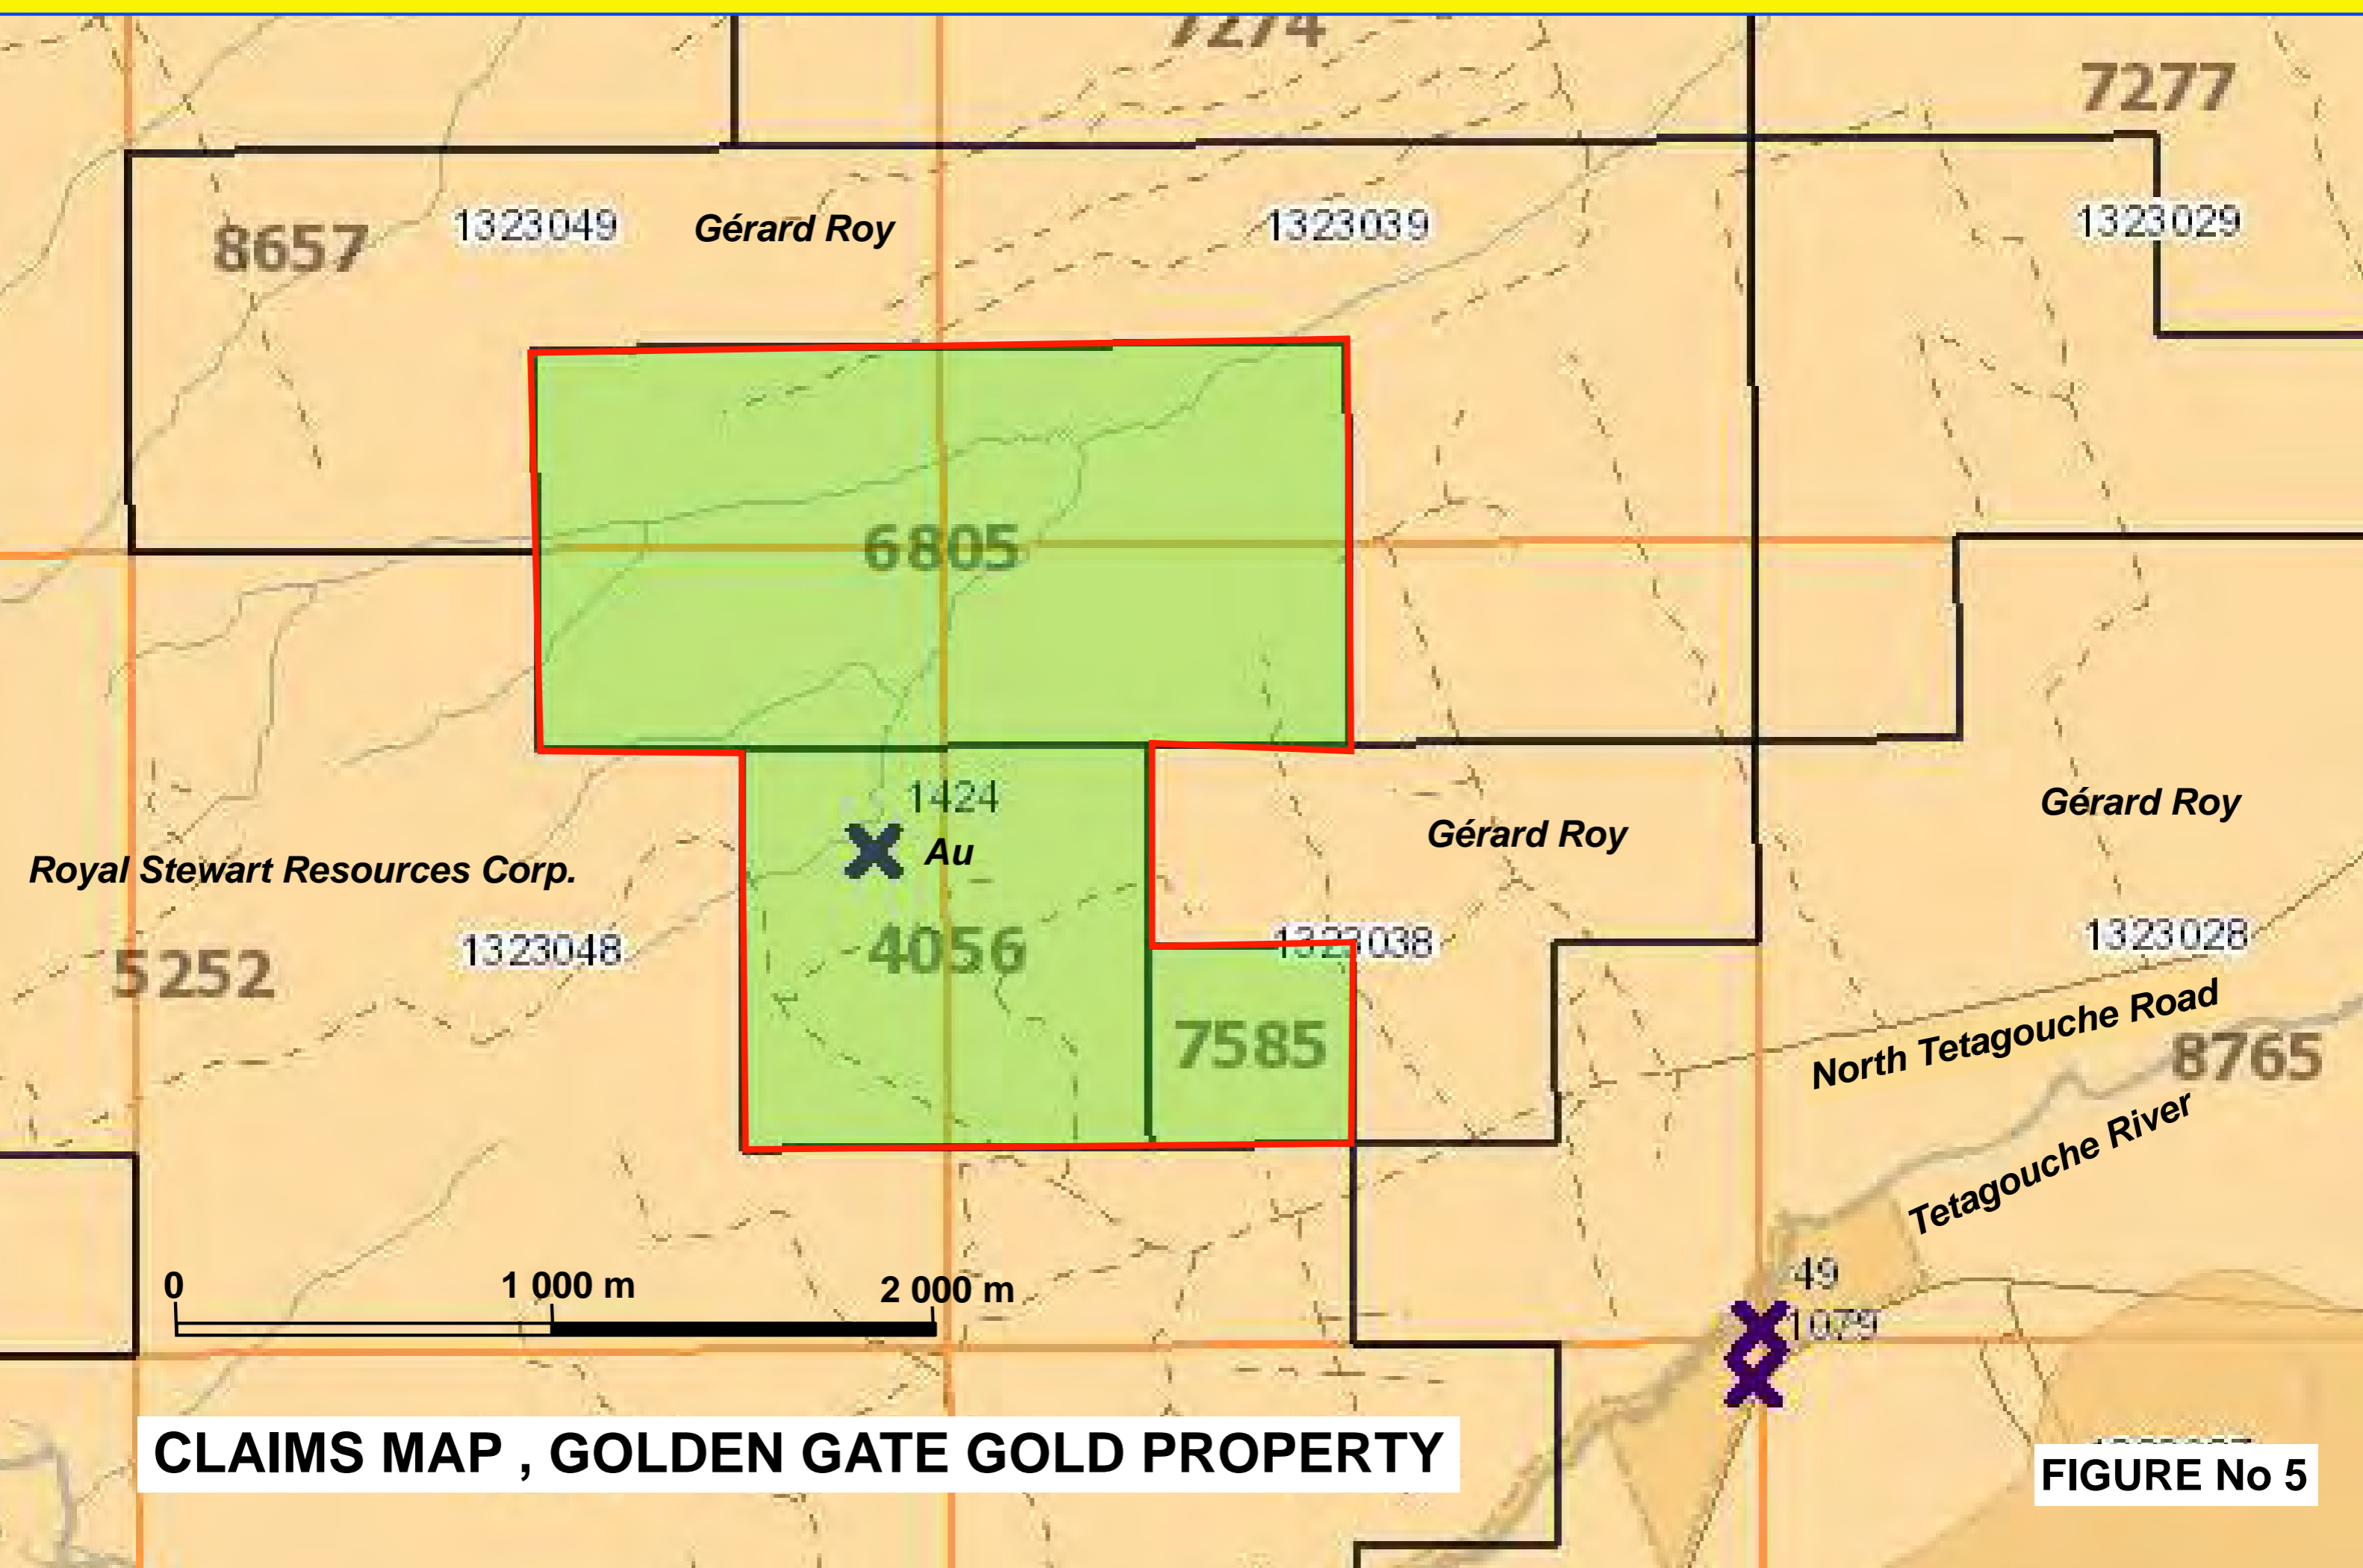 7274
7277
1323049
Gérard Roy
1323039
1323029
8657
6805
1424
Au
Gérard Roy
Gérard Roy
Royal Stewart Resources Corp.
1323048
4056
1323038
1323028
5252
7585
North Tetagouche Road
8765
Tetagouche River
49
1079
0
1 000 m
2 000 m
CLAIMS MAP , GOLDEN GATE GOLD PROPERTY
FIGURE No 5